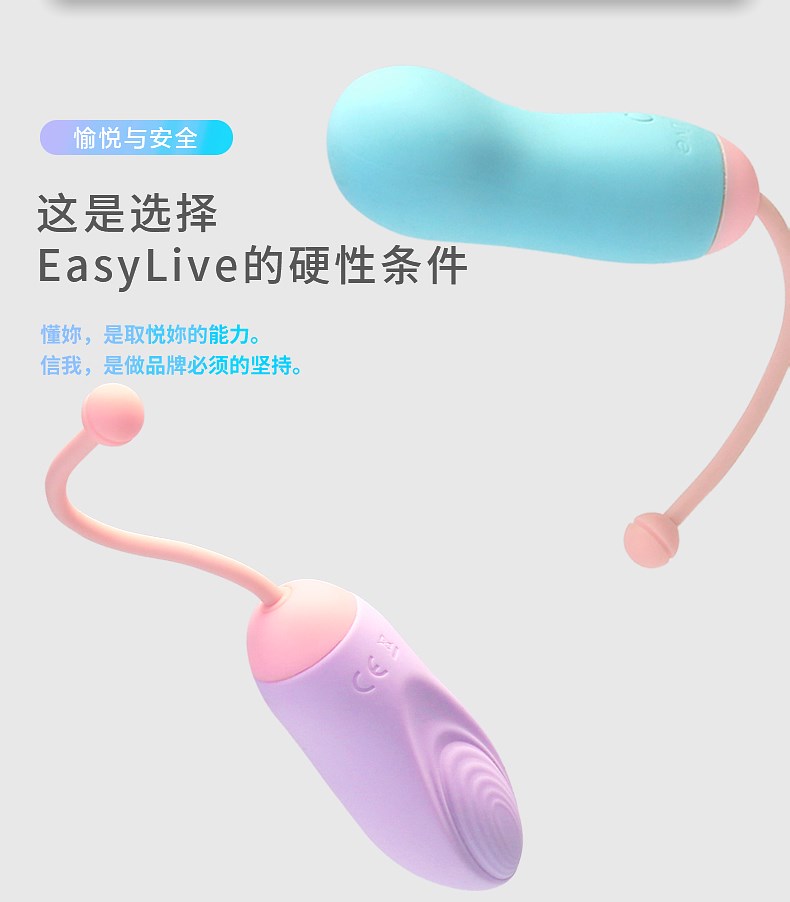 愉悦与安全
这是选择
EasyLive的硬性条件
懂妳，是取悦妳的能力。
信我，是做品牌必须的坚持。
CE